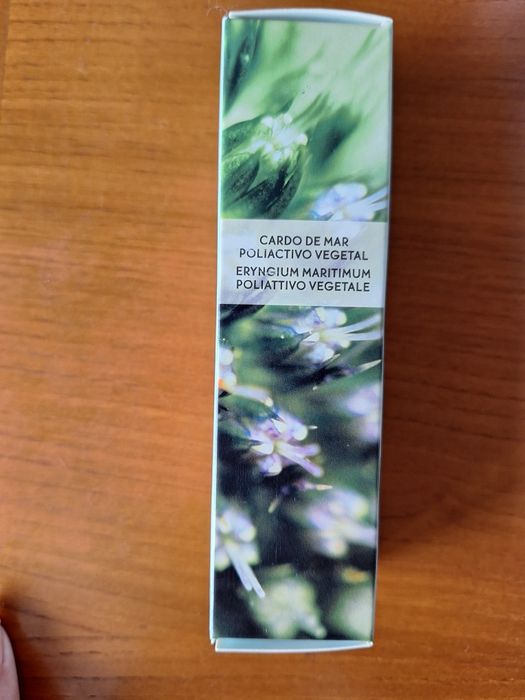 CARDO DE MAR
POLIACTIVO VEGETAL
ERYNGIUM MARITIMUM
POLIATTIVO VEGETALE